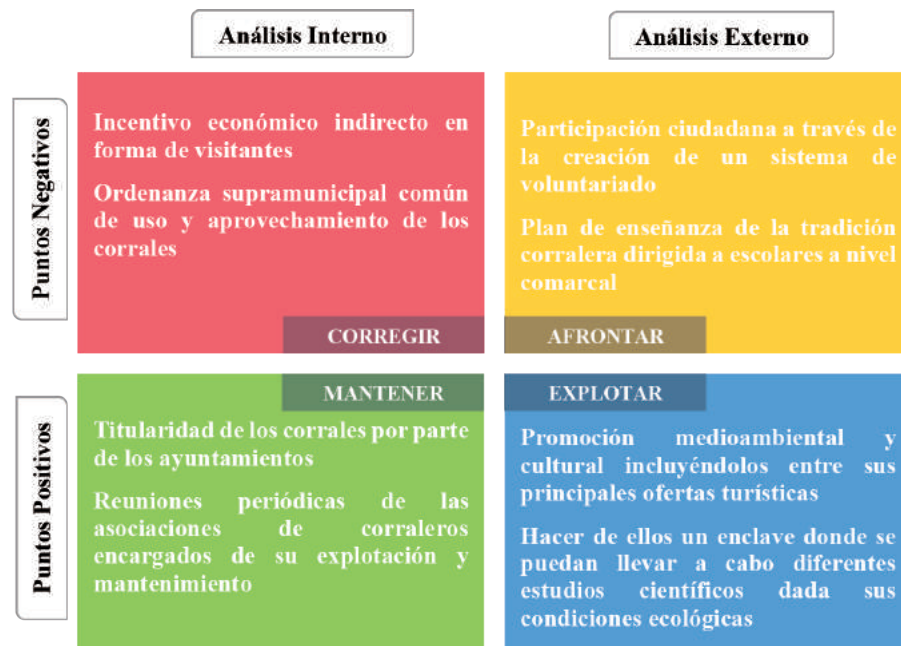 Análisis Interno
Análisis Externo
Puntos Negativos
Incentivo económico indirecto en
forma de visitantes
Ordenanza supramunicipal común
de uso y aprovechamiento de los
corrales
CORREGIR
Participación ciudadana a través de
la creación de un sistema de
voluntariado
Plan de enseñanza de la tradición
corralera dirigida a escolares a nivel
comarcal
AFRONTAR
Puntos Positivos
MANTENER
Titularidad de los corrales por parte
de los ayuntamientos
Reuniones periódicas de las
asociaciones de corraleros
encargados de su explotación y
mantenimiento
EXPLOTAR
Promoción medioambiental y
cultural incluyéndolos entre sus
principales ofertas turísticas
Hacer de ellos un enclave donde se
puedan llevar a cabo diferentes
estudios científicos dada sus
condiciones ecológicas